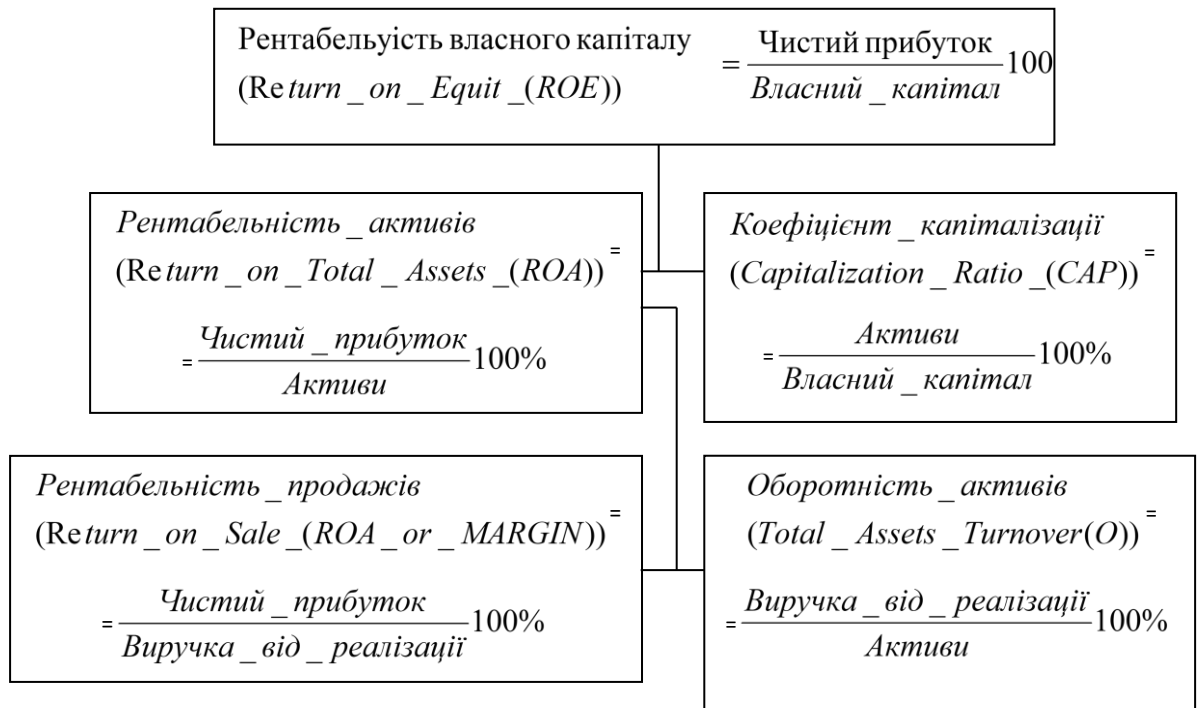 Рентабельуість власного капіталу
(Return_on_Equit_(ROE))
= Чистий прибуток
Власний_капітал 100
Рентабельність_активів
(Return_on_Total_Assets_(ROA)) =
= Чистий_прибуток
Активи 100%
Коефіцієнт_капіталізації
(Capitalization_Ratio_(CAP)) =
= Активи
Власний_капітал 100%
Рентабельність_продажів
(Return_on_Sale_(ROA_or_MARGIN)) =
= Чистий_прибуток
Виручка_від_реалізації 100%
Оборотність_активів
(Total_Assets_Turnover(O)) =
= Виручка_від_реалізації
Активи 100%